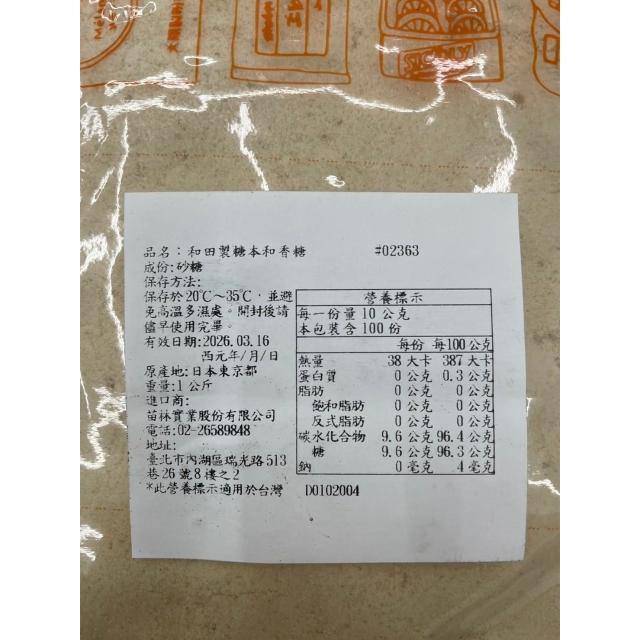 品名：和田製糖本和香糖 #02363
成份:砂糖
保存方法:
保存於20℃～35℃，並避
免高溫多濕處。開封後請
儘早使用完畢。
有效日期:2026.03.16
西元年/月/日
原產地:日本東京都
重量:1公斤
進口商:
苗林實業股份有限公司
電話:02-26589848
地址:
臺北市內湖區瑞光路513
巷26號8樓之2
*此營養標示適用於台灣
營養標示
每一份量10公克
本包裝含100份
每份 每100公克
熱量 38大卡 387大卡
蛋白質 0公克 0.3公克
脂肪 0公克 0公克
飽和脂肪 0公克 0公克
反式脂肪 0公克 0公克
碳水化合物 9.6公克 96.4公克
糖 9.6公克 96.3公克
鈉 0毫克 4毫克
D0102004